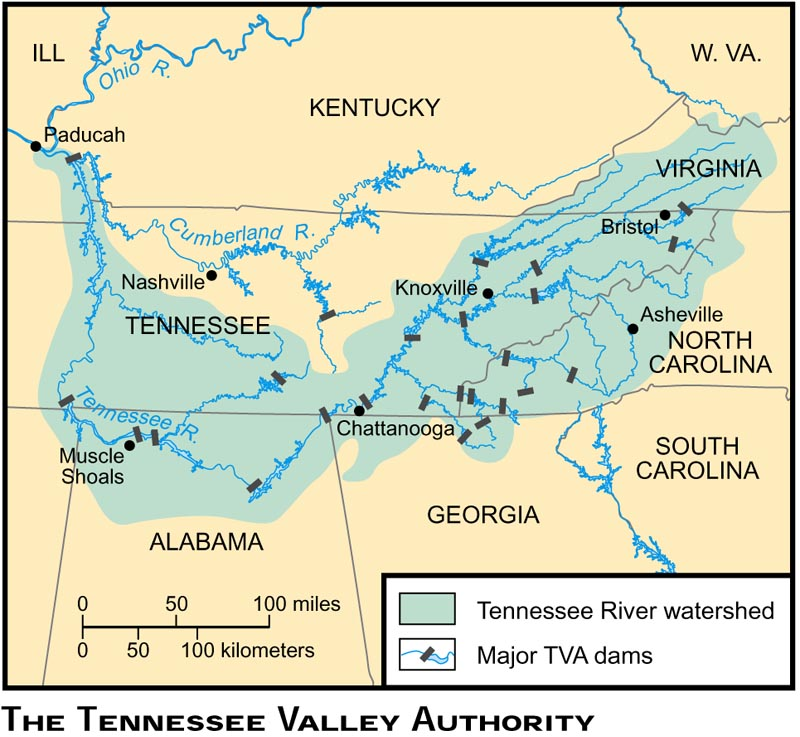 ILL
Ohio R.
W. VA.
KENTUCKY
Paducah
VIRGINIA
Cumberland R.
Bristol
Nashville
Knoxville
TENNESSEE
Asheville
NORTH
CAROLINA
Tennessee R.
Chattanooga
Muscle
Shoals
SOUTH
CAROLINA
GEORGIA
ALABAMA
0 50 100 miles
0 50 100 kilometers
Tennessee River watershed
Major TVA dams
THE TENNESSEE VALLEY AUTHORITY